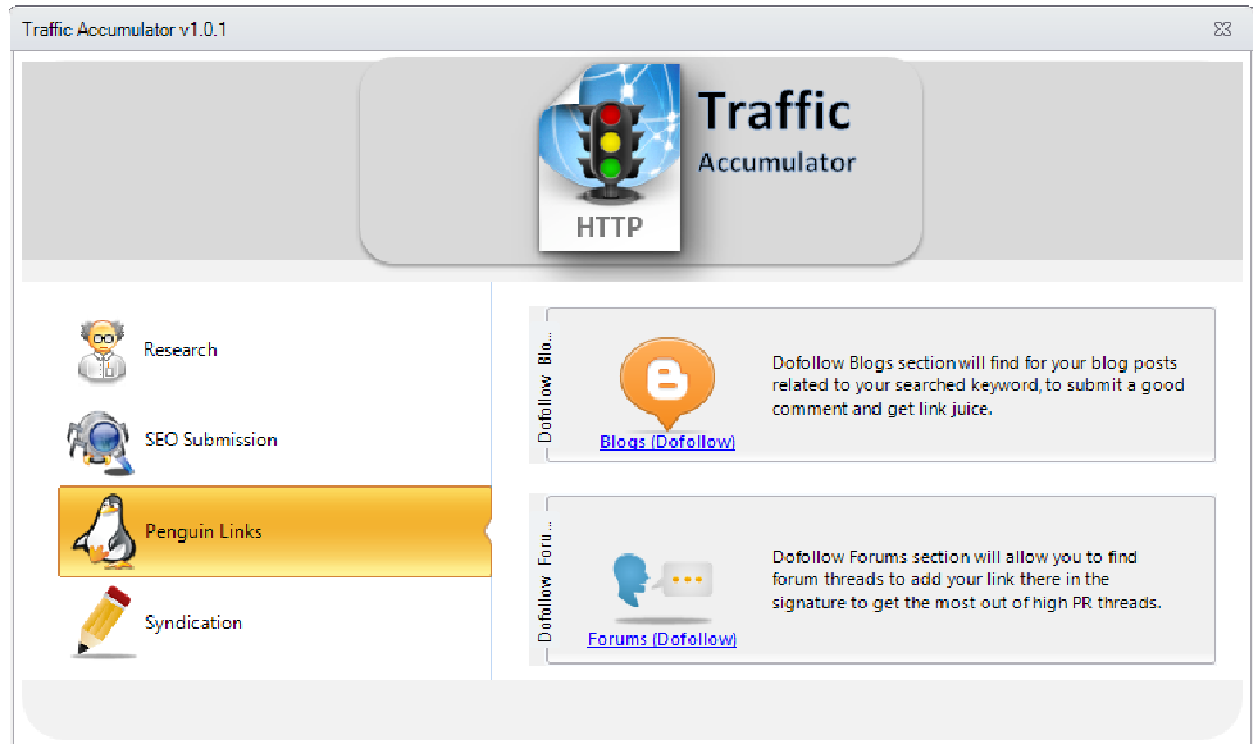 Traffic Accumulator v1.0.1
Traffic
Accumulator
HTTP
Research
SEO Submission
Penguin Links
Syndication
Dofollow Blo...
Blogs (Dofollow)
Dofollow Blogs section will find for your blog posts
related to your searched keyword, to submit a good
comment and get link juice.
Dofollow Foru...
Forums (Dofollow)
Dofollow Forums section will allow you to find
forum threads to add your link there in the
signature to get the most out of high PR threads.